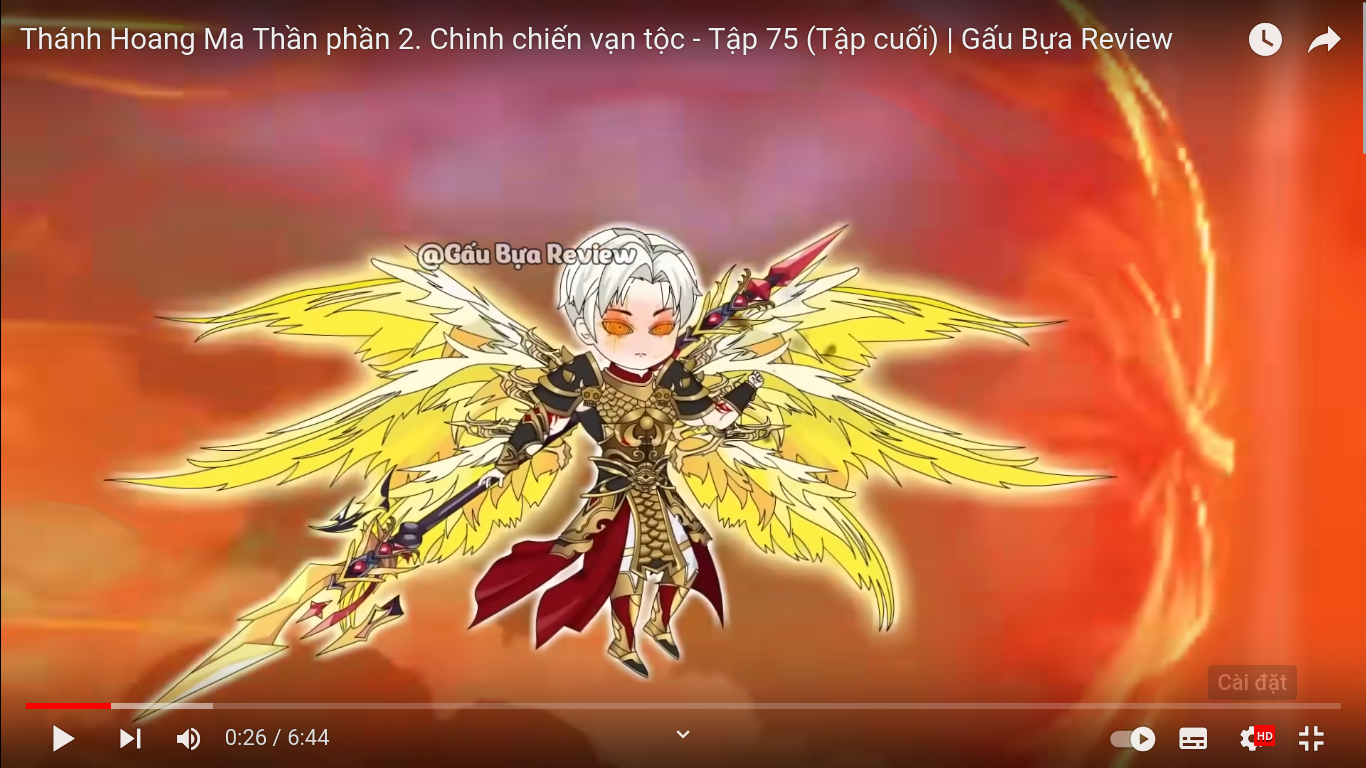 Thánh Hoang Ma Thần phần 2. Chinh chiến vạn tộc - Tập 75 (Tập cuối) | Gấu Bựa Review
@Gấu Bựa Review
Cài đặt
0:26 / 6:44
HD